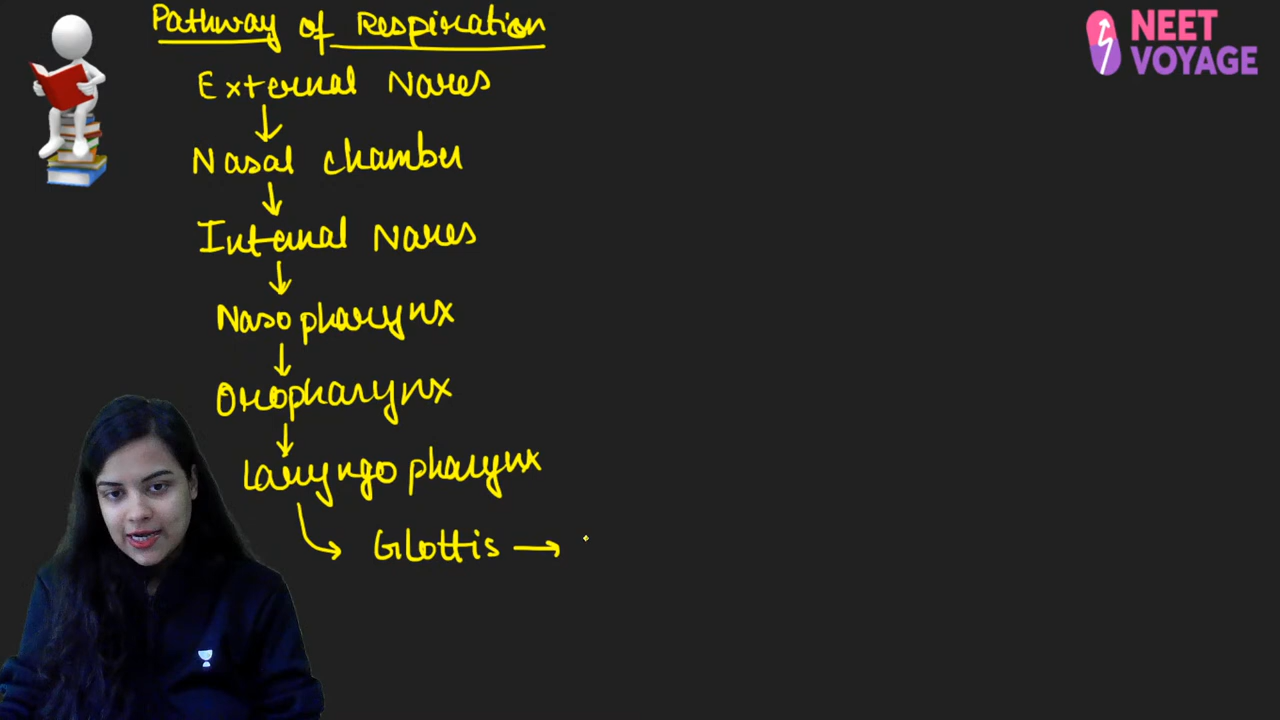 Pathway of Respiration
NEET
VOYAGE
External Nares
↓
Nasal chamber
↓
Internal Nares
↓
Nasopharynx
↓
Oropharynx
↓
Laryngopharynx
↳ Glottis →